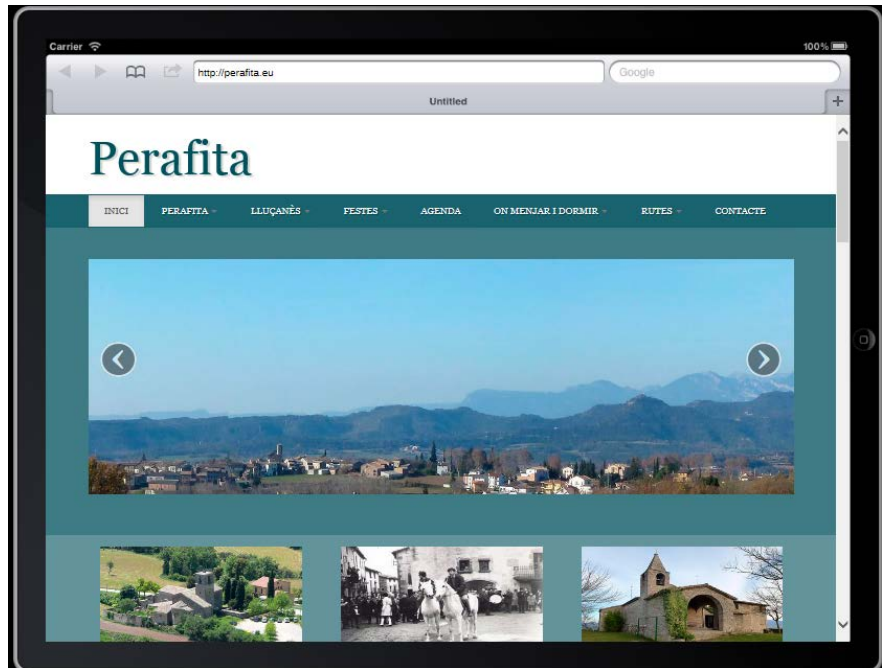 Carrier 100%
http://perafita.eu Google
Untitled
Perafita
INICI PERAFITA LLUÇANÈS FESTES AGENDA ON MENJAR I DORMIR RUTES CONTACTE